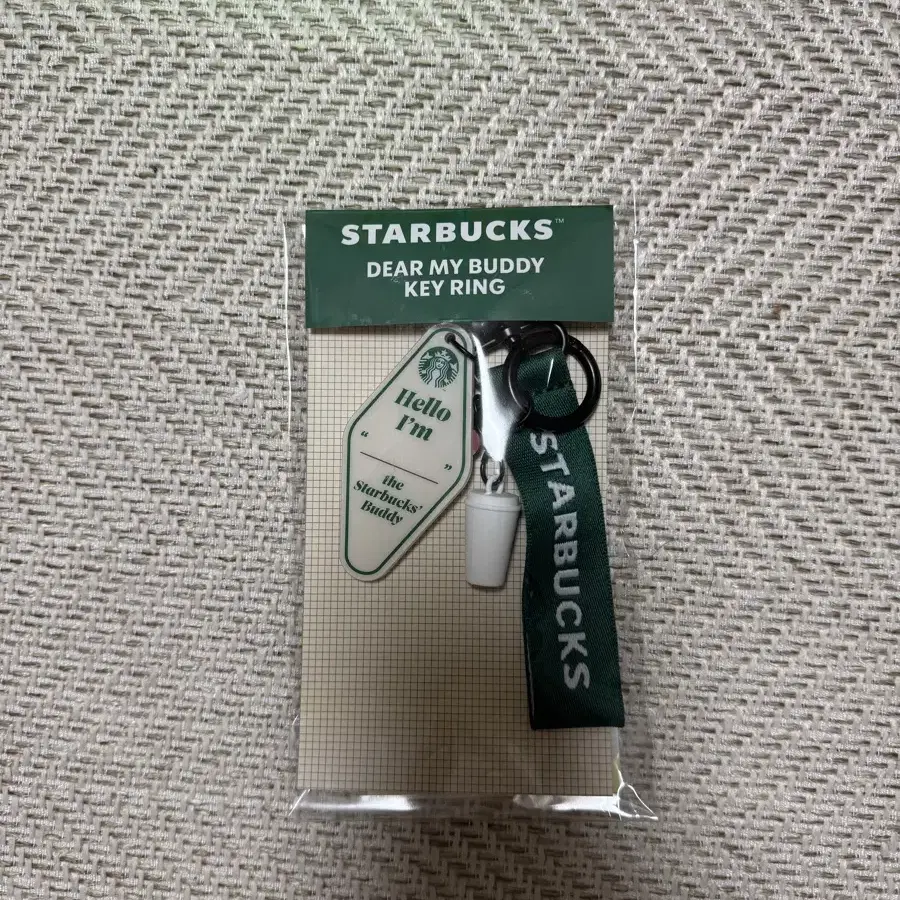 STARBUCKS™
DEAR MY BUDDY
KEY RING
Hello
I'm
“
”
the
Starbucks'
Buddy
STARBUCKS